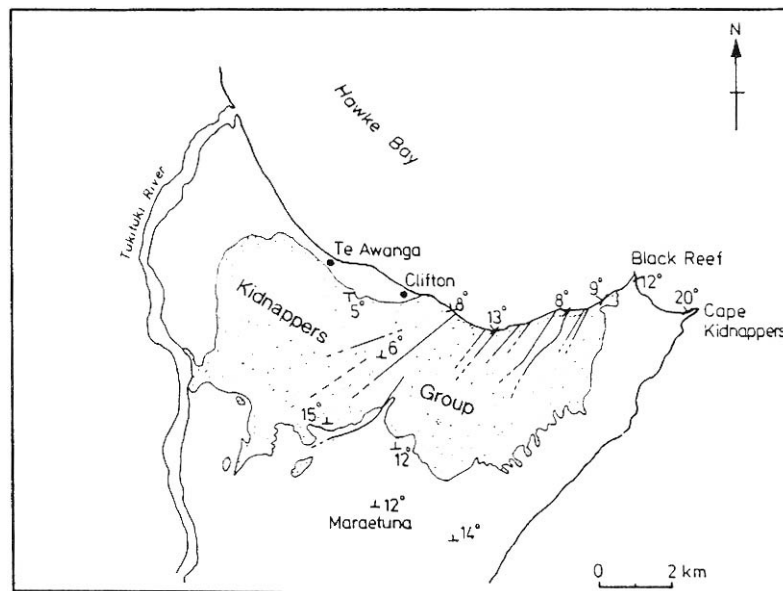 N
Hawke Bay
Tukituki River
Te Awanga
Clifton
Black Reef
Cape
Kidnappers
Kidnappers
Group
Maraetuna
5°
8°
13°
8°
9°
12°
20°
6°
15°
12°
12°
14°
0 2 km